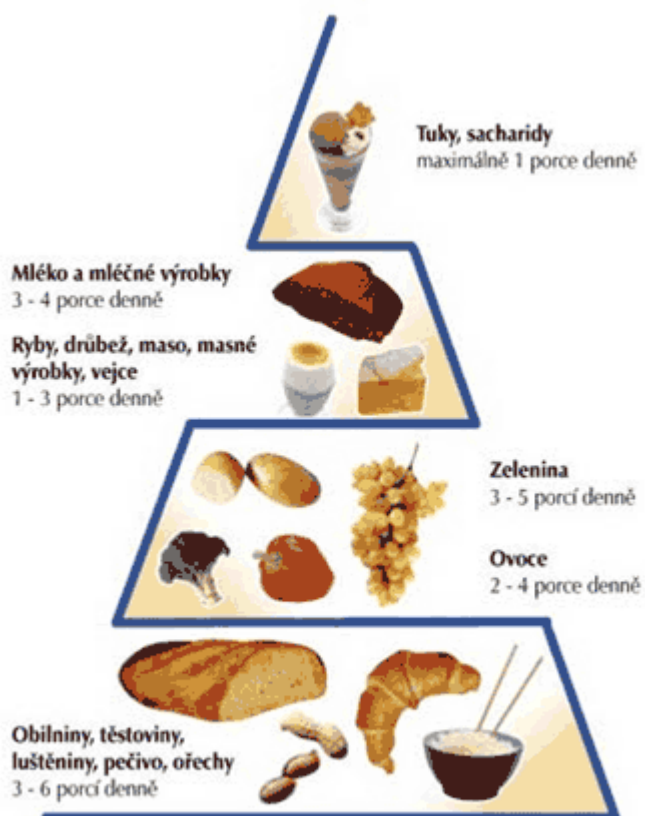 Tuky, sacharidy
maximálně 1 porce denně
Mléko a mléčné výrobky
3 - 4 porce denně
Ryby, drůbež, maso, masné
výrobky, vejce
1 - 3 porce denně
Zelenina
3 - 5 porcí denně
Ovoce
2 - 4 porce denně
Obilniny, těstoviny,
luštěniny, pečivo, ořechy
3 - 6 porcí denně